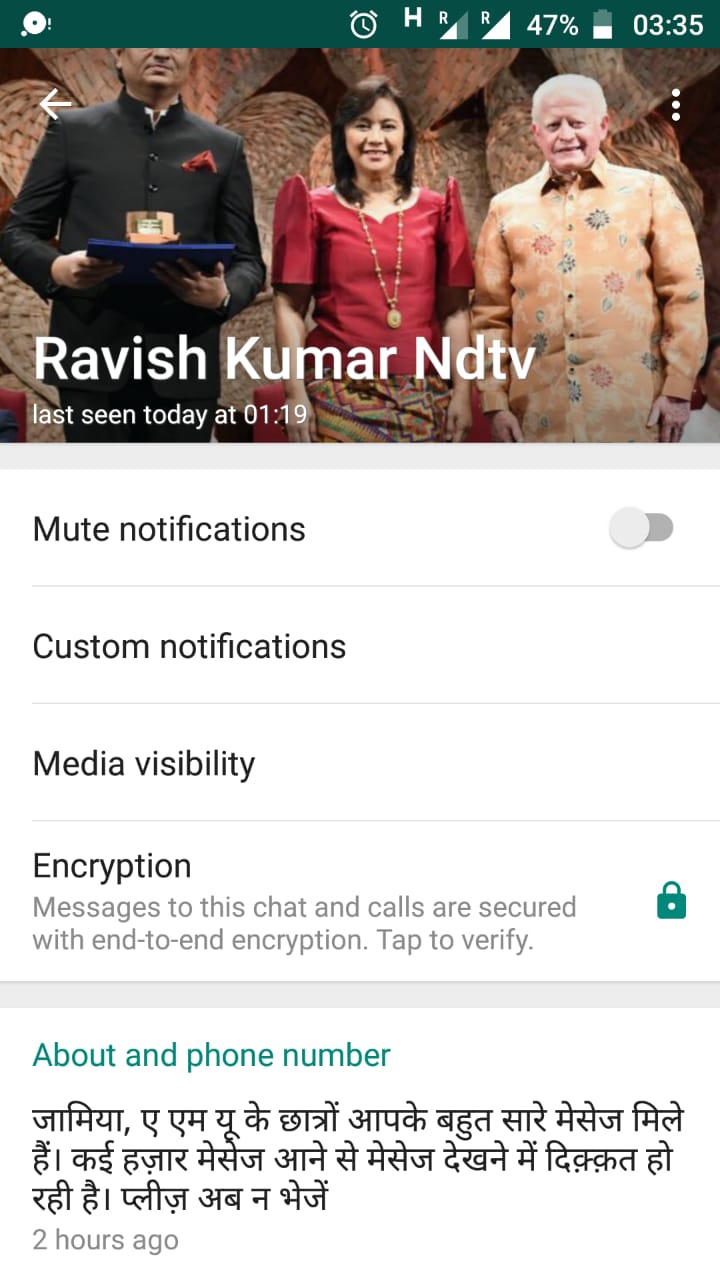 H R R 47% 03:35
Ravish Kumar Ndtv
last seen today at 01:19
Mute notifications
Custom notifications
Media visibility
Encryption
Messages to this chat and calls are secured
with end-to-end encryption. Tap to verify.
About and phone number
जामिया, ए एम यू के छात्रों आपके बहुत सारे मेसेज मिले
हैं। कई हज़ार मेसेज आने से मेसेज देखने में दिक़्क़त हो
रही है। प्लीज़ अब न भेजें
2 hours ago